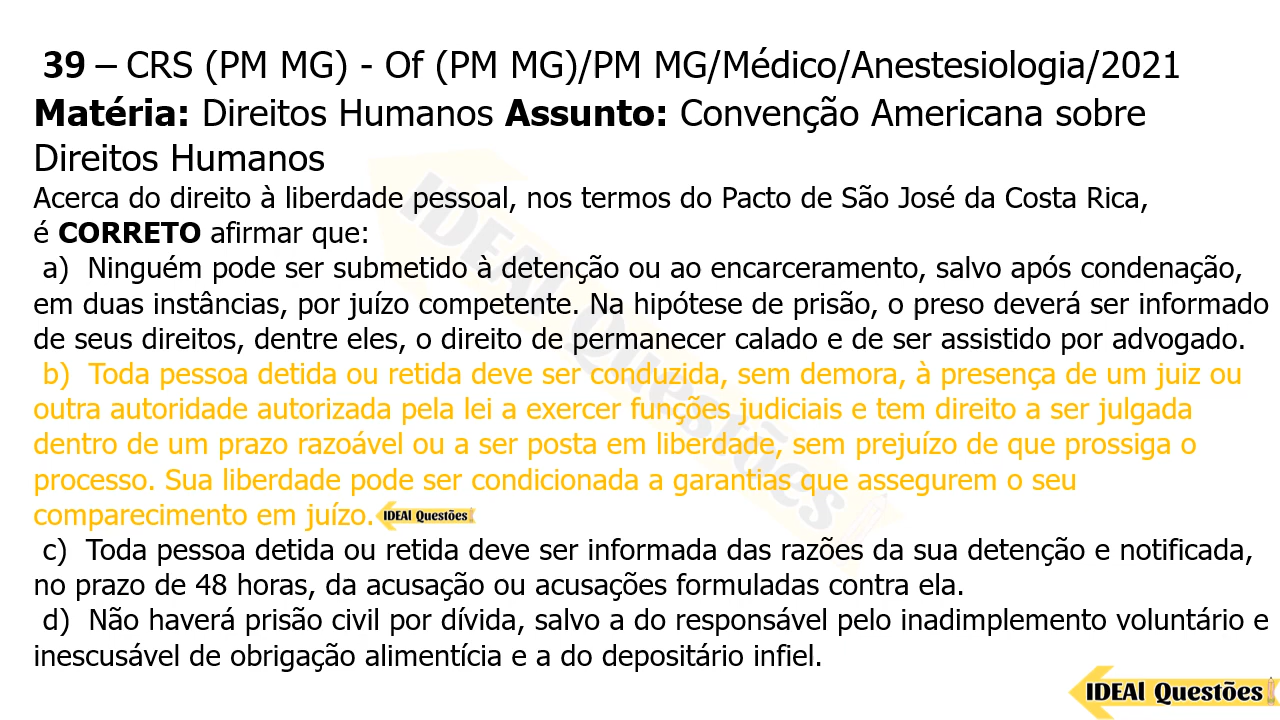 39 – CRS (PM MG) - Of (PM MG)/PM MG/Médico/Anestesiologia/2021
Matéria: Direitos Humanos Assunto: Convenção Americana sobre
Direitos Humanos
Acerca do direito à liberdade pessoal, nos termos do Pacto de São José da Costa Rica,
é CORRETO afirmar que:
a) Ninguém pode ser submetido à detenção ou ao encarceramento, salvo após condenação,
em duas instâncias, por juízo competente. Na hipótese de prisão, o preso deverá ser informado
de seus direitos, dentre eles, o direito de permanecer calado e de ser assistido por advogado.
b) Toda pessoa detida ou retida deve ser conduzida, sem demora, à presença de um juiz ou
outra autoridade autorizada pela lei a exercer funções judiciais e tem direito a ser julgada
dentro de um prazo razoável ou a ser posta em liberdade, sem prejuízo de que prossiga o
processo. Sua liberdade pode ser condicionada a garantias que assegurem o seu
comparecimento em juízo. IDEAl Questões
c) Toda pessoa detida ou retida deve ser informada das razões da sua detenção e notificada,
no prazo de 48 horas, da acusação ou acusações formuladas contra ela.
d) Não haverá prisão civil por dívida, salvo a do responsável pelo inadimplemento voluntário e
inescusável de obrigação alimentícia e a do depositário infiel.
IDEAl Questões
IDEAl Questões